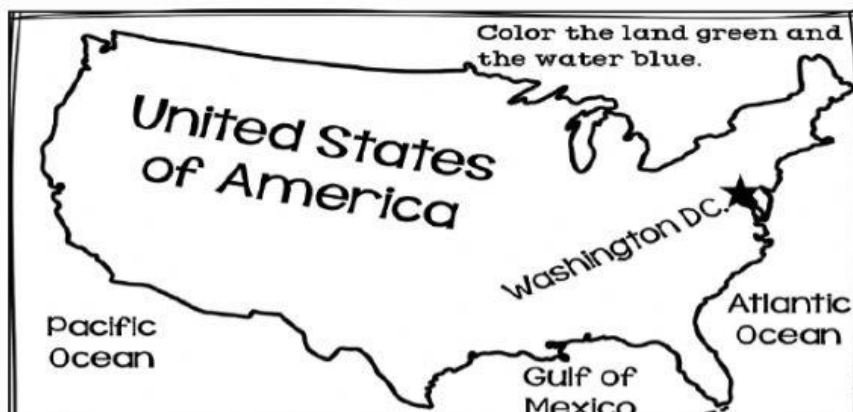 Color the land green and
the water blue.
United States
of America
Washington D.C.
Atlantic
Ocean
Pacific
Ocean
Gulf of
Mexico